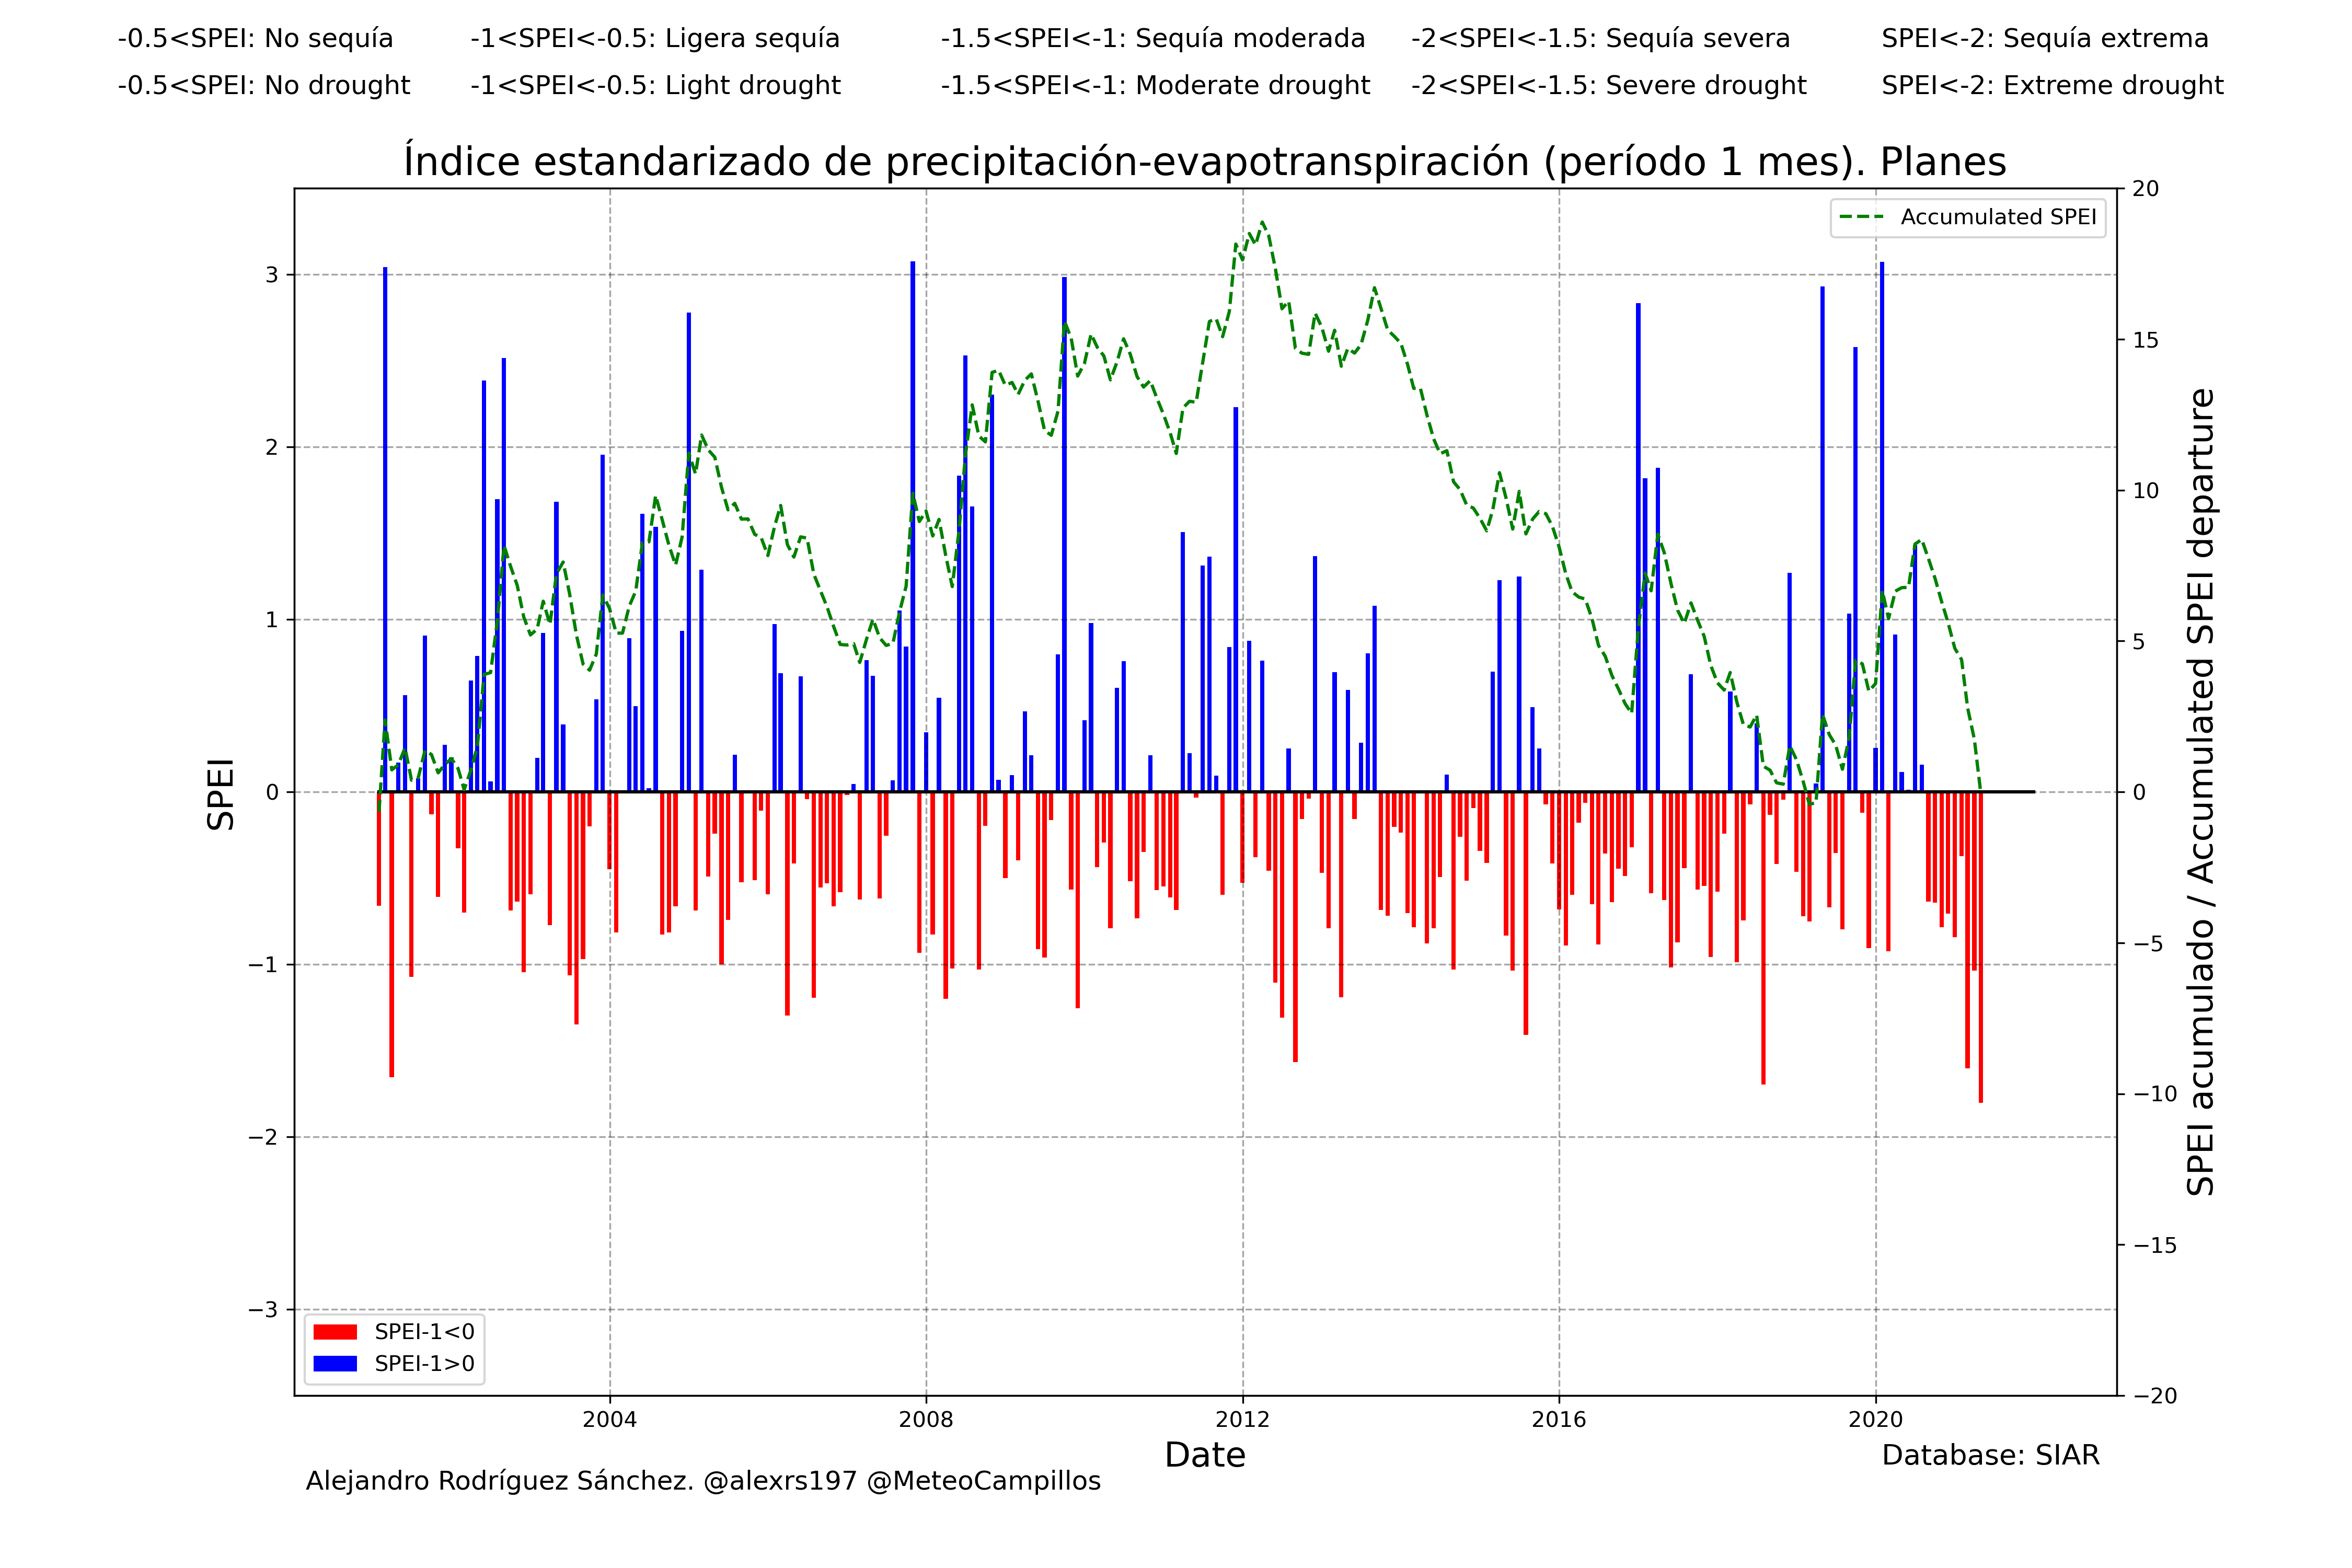 -0.5<SPEI: No sequía -1<SPEI<-0.5: Ligera sequía -1.5<SPEI<-1: Sequía moderada -2<SPEI<-1.5: Sequía severa SPEI<-2: Sequía extrema
-0.5<SPEI: No drought -1<SPEI<-0.5: Light drought -1.5<SPEI<-1: Moderate drought -2<SPEI<-1.5: Severe drought SPEI<-2: Extreme drought
Índice estandarizado de precipitación-evapotranspiración (período 1 mes). Planes
Accumulated SPEI
SPEI
3
2
1
0
−1
−2
−3
20
15
10
5
0
−5
−10
−15
−20
SPEI acumulado / Accumulated SPEI departure
SPEI-1<0
SPEI-1>0
2004 2008 2012 2016 2020
Date
Database: SIAR
Alejandro Rodríguez Sánchez. @alexrs197 @MeteoCampillos